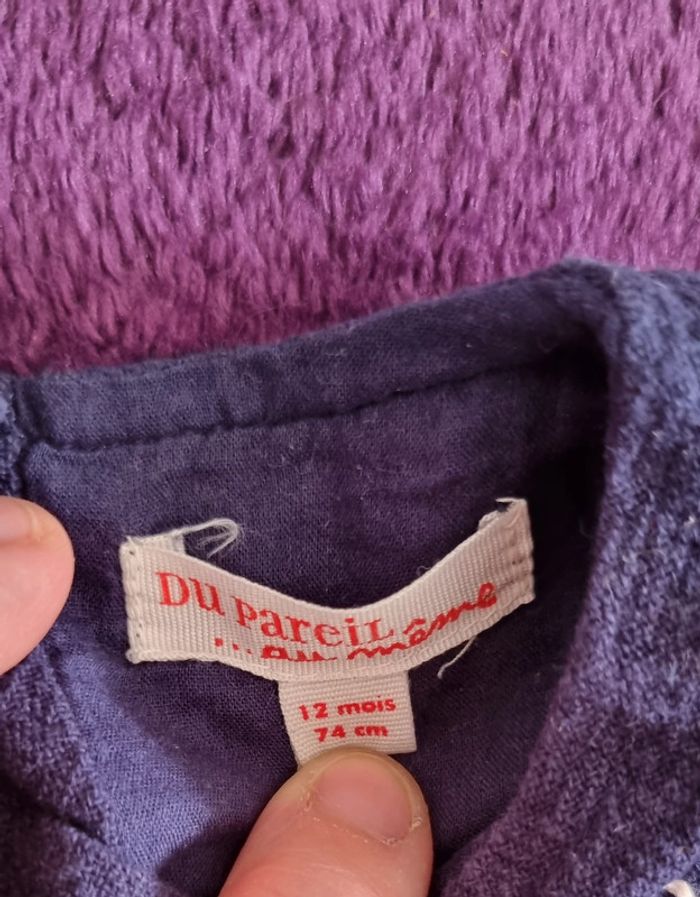 DU PAREIL
...au même
12 mois
74 cm